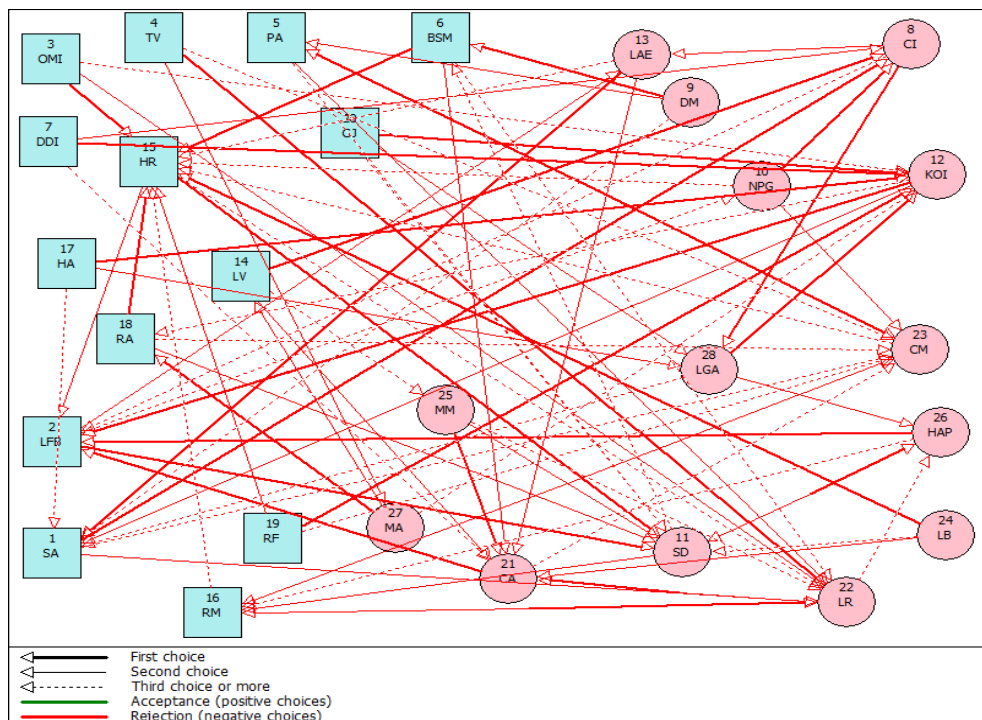 3
OMI
4
TV
5
PA
6
BSM
13
LAE
8
CI
9
DM
7
DDI
15
HR
GJ
10
NPG
12
KOI
17
HA
14
LV
18
RA
28
LGA
23
CM
25
MM
2
LFB
26
HAP
1
SA
19
RF
27
MA
21
CA
11
SD
24
LB
16
RM
22
LR
First choice
Second choice
Third choice or more
Acceptance (positive choices)
Rejection (negative choices)